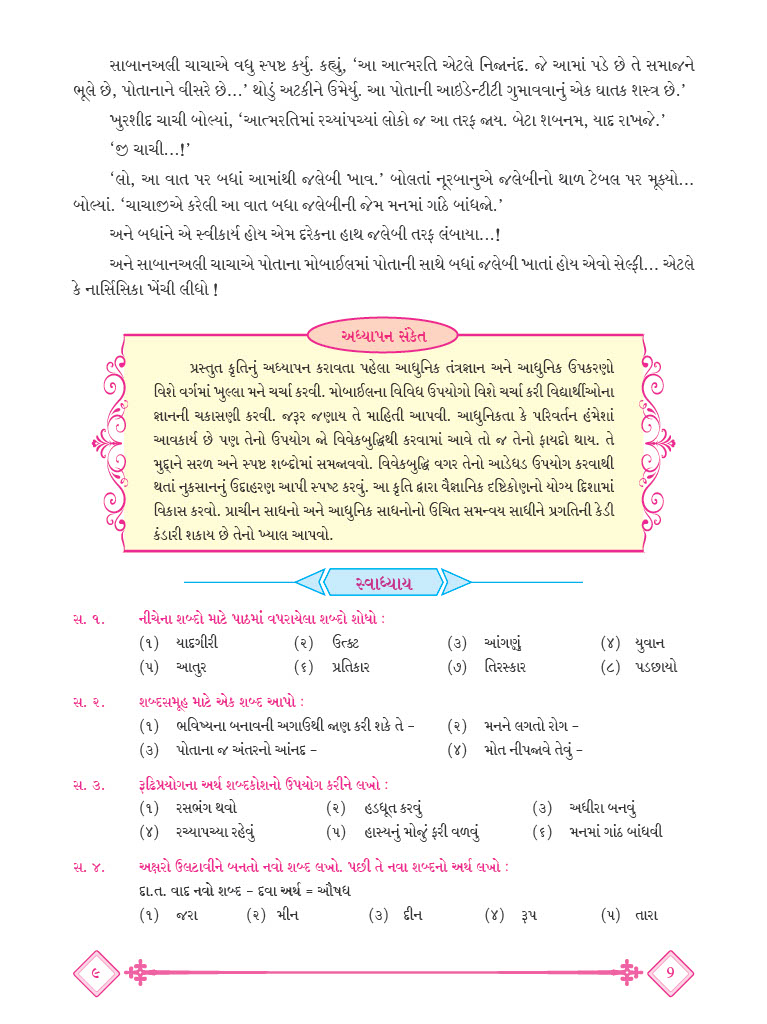 સાબાનઅલી ચાચાએ વધુ સ્પષ્ટ કર્યુ. કહ્યું, ‘આ આત્મરતિ એટલે નિજાનંદ. જે આમાં પડે છે તે સમાજને
ભૂલે છે, પોતાનાને વીસરે છે...’ થોડું અટકીને ઉમેર્યુ. આ પોતાની આઇડેન્ટીટી ગુમાવવાનું એક ઘાતક શસ્ત્ર છે.’
ખુરશીદ ચાચી બોલ્યાં, ‘આત્મરતિમાં રચ્યાંપચ્યાં લોકો જ આ તરફ જાય. બેટા શબનમ, યાદ રાખજે.’
‘જી ચાચી...!’
‘લો, આ વાત પર બધાં આમાંથી જલેબી ખાવ.’ બોલતાં નૂરબાનુએ જલેબીનો થાળ ટેબલ પર મૂક્યો...
બોલ્યાં. ‘ચાચાજીએ કરેલી આ વાત બધા જલેબીની જેમ મનમાં ગાંઠે બાંધજો.’
અને બધાંને એ સ્વીકાર્ય હોય એમ દરેકના હાથ જલેબી તરફ લંબાયા...!
અને સાબાનઅલી ચાચાએ પોતાના મોબાઈલમાં પોતાની સાથે બધાં જલેબી ખાતાં હોય એવો સેલ્ફી... એટલે
કે નાર્સિસિકા ખેંચી લીધો !
અધ્યાપન સંકેત
પ્રસ્તુત કૃતિનું અધ્યાપન કરાવતા પહેલા આધુનિક તંત્રજ્ઞાન અને આધુનિક ઉપકરણો
વિશે વર્ગમાં ખુલ્લા મને ચર્ચા કરવી. મોબાઈલના વિવિધ ઉપયોગો વિશે ચર્ચા કરી વિદ્યાર્થીઓના
જ્ઞાનની ચકાસણી કરવી. જરૂર જણાય તે માહિતી આપવી. આધુનિકતા કે પરિવર્તન હંમેશાં
આવકાર્ય છે પણ તેનો ઉપયોગ જો વિવેકબુદ્ધિથી કરવામાં આવે તો જ તેનો ફાયદો થાય. તે
મુદ્દાને સરળ અને સ્પષ્ટ શબ્દોમાં સમજાવવો. વિવેકબુદ્ધિ વગર તેનો આડેધડ ઉપયોગ કરવાથી
થતાં નુકસાનનું ઉદાહરણ આપી સ્પષ્ટ કરવું. આ કૃતિ દ્વારા વૈજ્ઞાનિક દૃષ્ટિકોણનો યોગ્ય દિશામાં
વિકાસ કરવો. પ્રાચીન સાધનો અને આધુનિક સાધનોનો ઉચિત સમન્વય સાધીને પ્રગતિની કેડી
કંડારી શકાય છે તેનો ખ્યાલ આપવો.
સ્વાધ્યાય
સ. ૧. નીચેના શબ્દો માટે પાઠમાં વપરાયેલા શબ્દો શોધો :
(૧) યાદગીરી (૨) ઉત્કટ (૩) આંગણું (૪) યુવાન
(૫) આતુર (૬) પ્રતિકાર (૭) તિરસ્કાર (૮) પડછાયો
સ. ૨. શબ્દસમૂહ માટે એક શબ્દ આપો :
(૧) ભવિષ્યના બનાવની અગાઉથી જાણ કરી શકે તે – (૨) મનને લગતો રોગ –
(૩) પોતાના જ અંતરનો આંનદ – (૪) મોત નીપજાવે તેવું –
સ. ૩. રૂઢિપ્રયોગના અર્થ શબ્દકોશનો ઉપયોગ કરીને લખો :
(૧) રસભંગ થવો (૨) હડધૂત કરવું (૩) અધીરા બનવું
(૪) રચ્યાપચ્યા રહેવું (૫) હાસ્યનું મોજું ફરી વળવું (૬) મનમાં ગાંઠ બાંધવી
સ. ૪. અક્ષરો ઉલટાવીને બનતો નવો શબ્દ લખો. પછી તે નવા શબ્દનો અર્થ લખો :
દા.ત. વાદ નવો શબ્દ – દવા અર્થ = ઔષધ
(૧) જરા (૨) મીન (૩) દીન (૪) રૂપ (૫) તારા
૯ 9